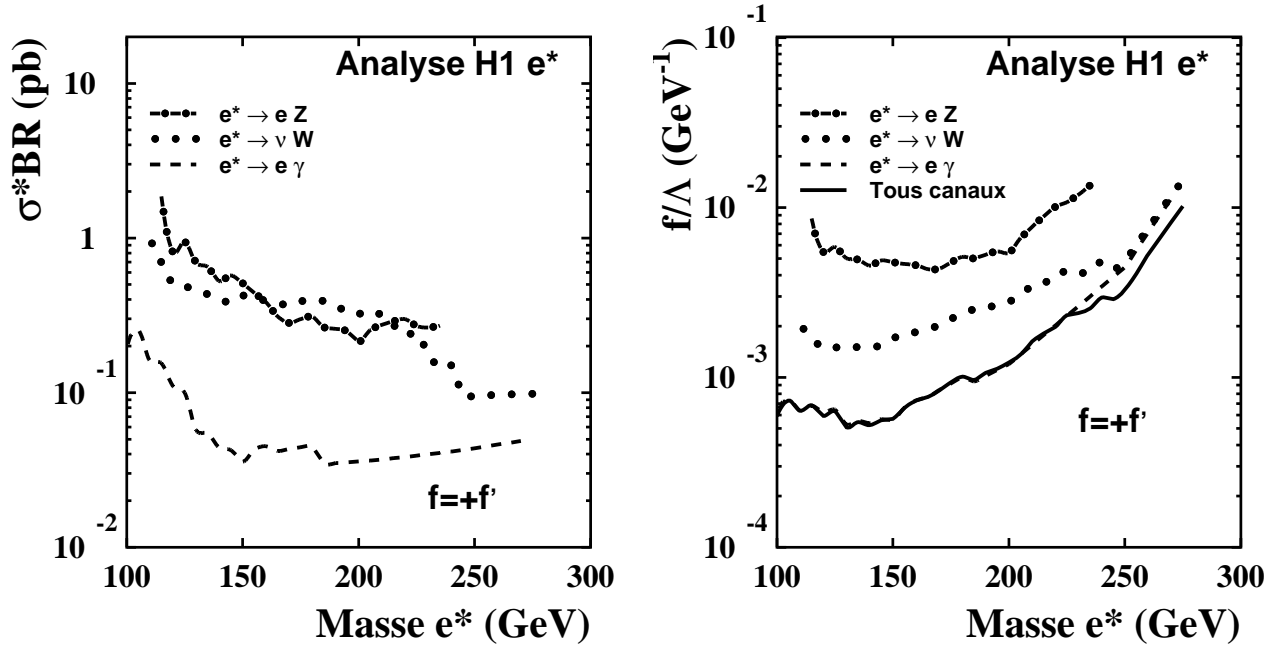 Analyse H1 e*
σ*BR (pb)
10
1
10 -1
10 -2
e* → e Z
e* → ν W
e* → e γ
f=+f’
100 150 200 250 300
Masse e* (GeV)
Analyse H1 e*
f/Λ (GeV-1)
10 -1
10 -2
10 -3
10 -4
e* → e Z
e* → ν W
e* → e γ
Tous canaux
f=+f’
100 150 200 250 300
Masse e* (GeV)